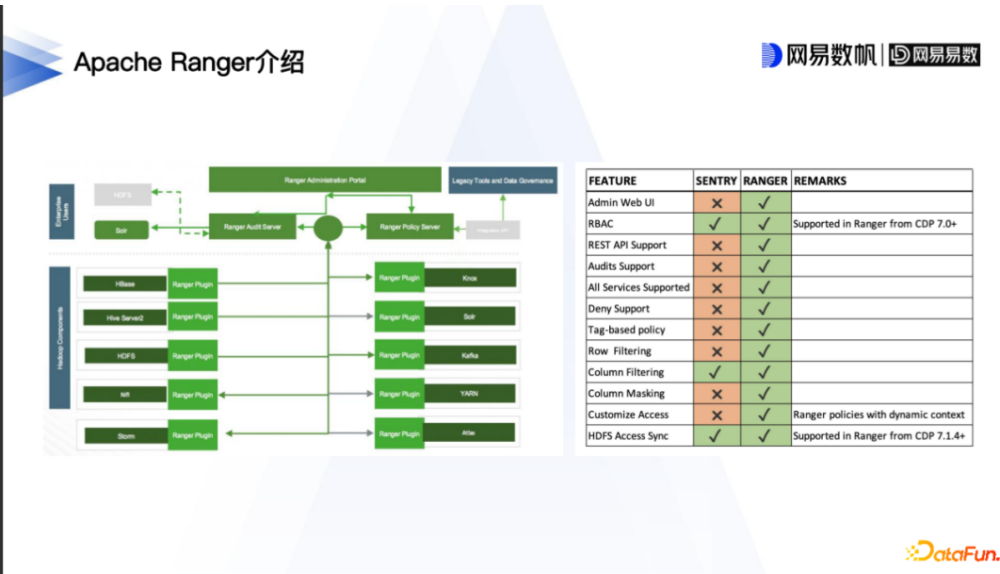 Apache Ranger介绍
网易数帆
网易易数
Ranger Administration Portal
Legacy Tools and Data Governance
Enterprise
Users
HDFS
Solr
Ranger Audit Server
Ranger Policy Server
Integration API
Hadoop Components
HBase
Ranger Plugin
Ranger Plugin
Knox
Hive Server2
Ranger Plugin
Ranger Plugin
Solr
HDFS
Ranger Plugin
Ranger Plugin
Kafka
Nifi
Ranger Plugin
Ranger Plugin
YARN
Storm
Ranger Plugin
Ranger Plugin
Atlas
FEATURE SENTRY RANGER REMARKS
Admin Web UI ✕ ✓
RBAC ✓ ✓ Supported in Ranger from CDP 7.0+
REST API Support ✕ ✓
Audits Support ✕ ✓
All Services Supported ✕ ✓
Deny Support ✕ ✓
Tag-based policy ✕ ✓
Row Filtering ✕ ✓
Column Filtering ✓ ✓
Column Masking ✕ ✓
Customize Access ✕ ✓ Ranger policies with dynamic context
HDFS Access Sync ✓ ✓ Supported in Ranger from CDP 7.1.4+
DataFun.